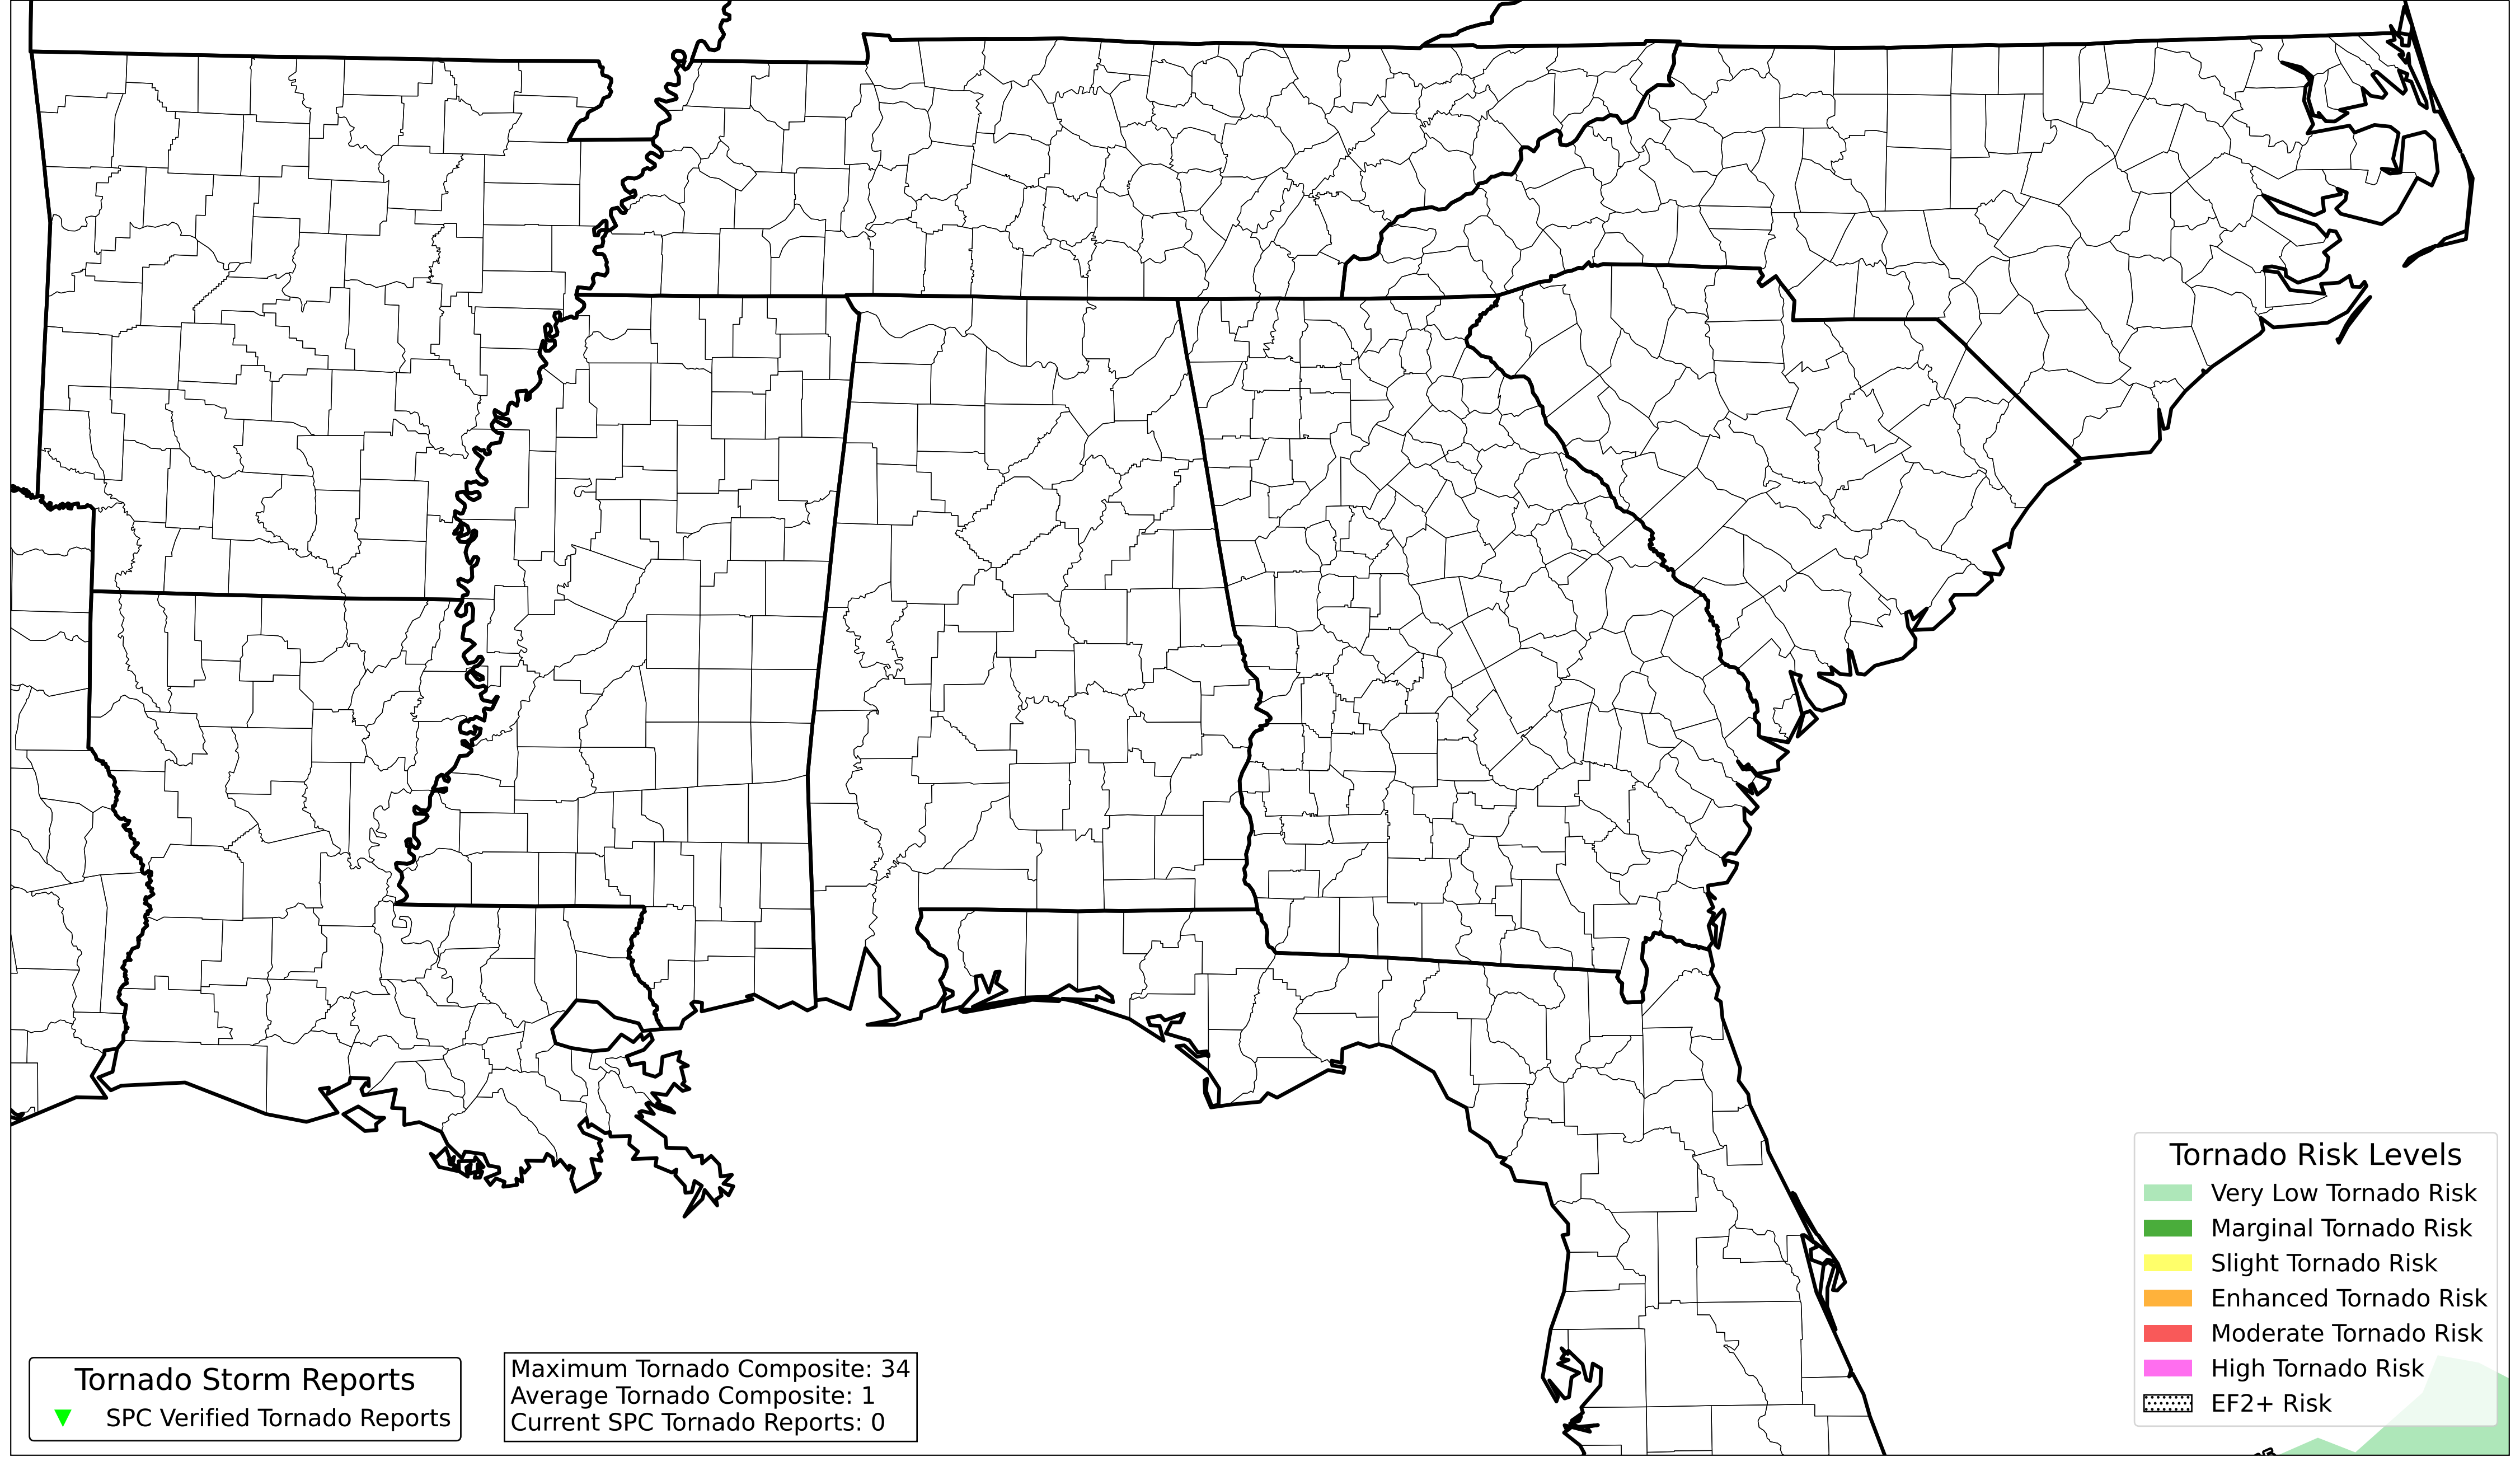 Tornado Risk Levels
Very Low Tornado Risk
Marginal Tornado Risk
Slight Tornado Risk
Enhanced Tornado Risk
Moderate Tornado Risk
High Tornado Risk
EF2+ Risk
Tornado Storm Reports
SPC Verified Tornado Reports
Maximum Tornado Composite: 34
Average Tornado Composite: 1
Current SPC Tornado Reports: 0